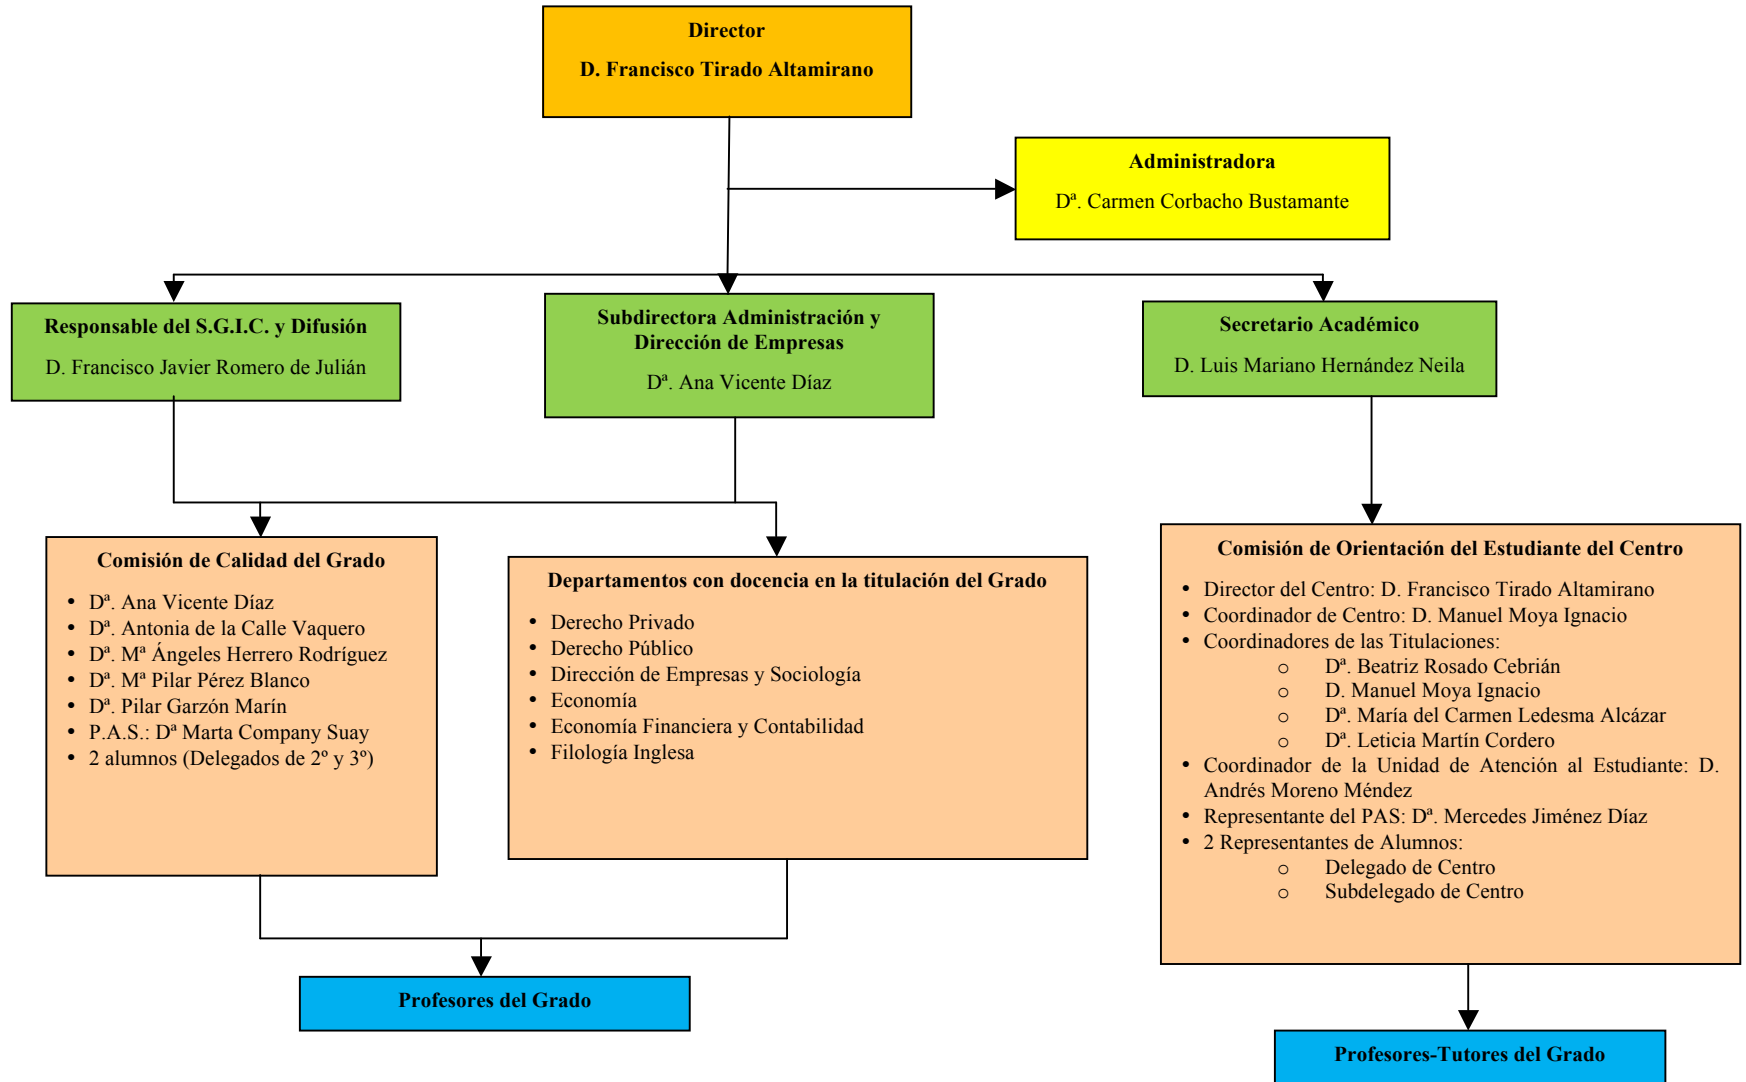 Director
D. Francisco Tirado Altamirano
Administradora
Dª. Carmen Corbacho Bustamante
Responsable del S.G.I.C. y Difusión
D. Francisco Javier Romero de Julián
Subdirectora Administración y
Dirección de Empresas
Dª. Ana Vicente Díaz
Secretario Académico
D. Luis Mariano Hernández Neila
Comisión de Calidad del Grado
• Dª. Ana Vicente Díaz
• Dª. Antonia de la Calle Vaquero
• Dª. Mª Ángeles Herrero Rodríguez
• Dª. Mª Pilar Pérez Blanco
• Dª. Pilar Garzón Marín
• P.A.S.: Dª Marta Company Suay
• 2 alumnos (Delegados de 2º y 3º)
Departamentos con docencia en la titulación del Grado
• Derecho Privado
• Derecho Público
• Dirección de Empresas y Sociología
• Economía
• Economía Financiera y Contabilidad
• Filología Inglesa
Comisión de Orientación del Estudiante del Centro
• Director del Centro: D. Francisco Tirado Altamirano
• Coordinador de Centro: D. Manuel Moya Ignacio
• Coordinadores de las Titulaciones:
o Dª. Beatriz Rosado Cebrián
o D. Manuel Moya Ignacio
o Dª. María del Carmen Ledesma Alcázar
o Dª. Leticia Martín Cordero
• Coordinador de la Unidad de Atención al Estudiante: D.
Andrés Moreno Méndez
• Representante del PAS: Dª. Mercedes Jiménez Díaz
• 2 Representantes de Alumnos:
o Delegado de Centro
o Subdelegado de Centro
Profesores del Grado
Profesores-Tutores del Grado